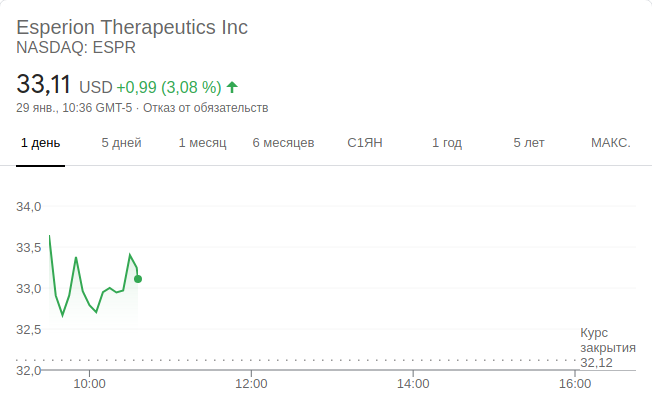 Esperion Therapeutics Inc
NASDAQ: ESPR
33,11 USD +0,99 (3,08 %)
29 янв., 10:36 GMT-5 · Отказ от обязательств
1 день 5 дней 1 месяц 6 месяцев С1ЯН 1 год 5 лет МАКС.
34,0
33,5
33,0
32,5
Курс
закрытия
32,12
32,0
10:00 12:00 14:00 16:00